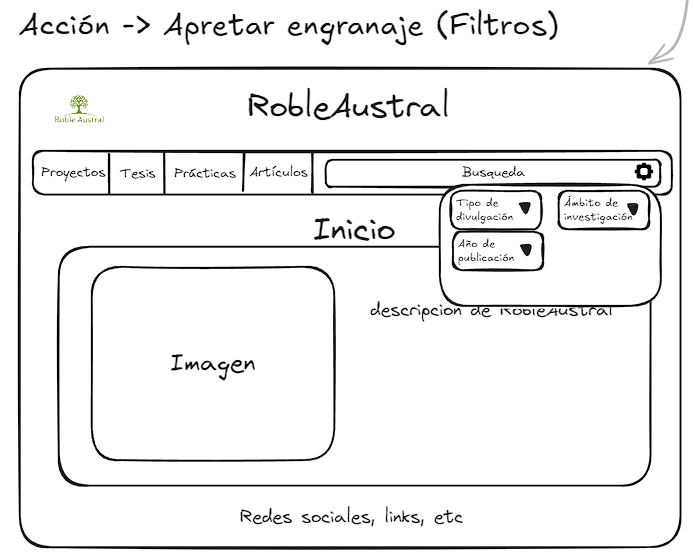 Acción -> Apretar engranaje (Filtros)
RobleAustral
Roble Austral
Proyectos
Tesis
Prácticas
Artículos
Busqueda
Tipo de
divulgación
Ámbito de
investigación
Año de
publicación
Inicio
descripcion de RobleAustral
Imagen
Redes sociales, links, etc